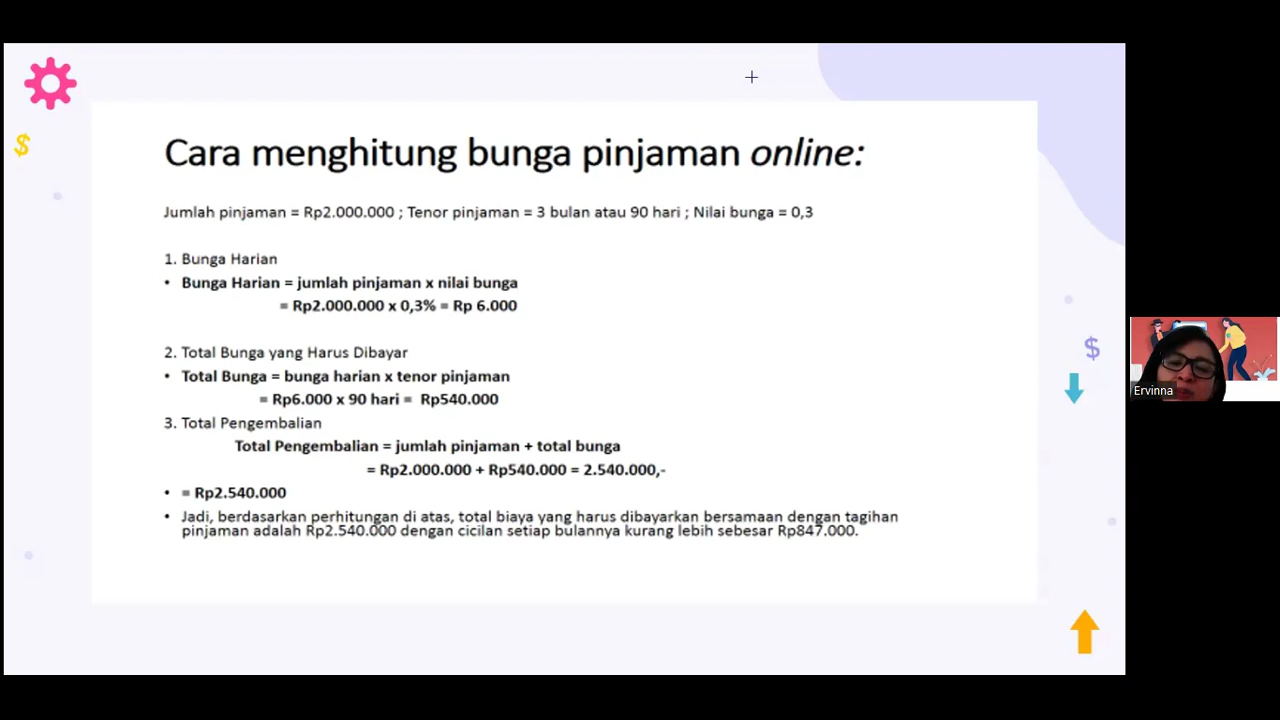 Cara menghitung bunga pinjaman online:
Jumlah pinjaman = Rp2.000.000 ; Tenor pinjaman = 3 bulan atau 90 hari ; Nilai bunga = 0,3
1. Bunga Harian
• Bunga Harian = jumlah pinjaman x nilai bunga
= Rp2.000.000 x 0,3% = Rp 6.000
2. Total Bunga yang Harus Dibayar
• Total Bunga = bunga harian x tenor pinjaman
= Rp6.000 x 90 hari = Rp540.000
3. Total Pengembalian
Total Pengembalian = jumlah pinjaman + total bunga
= Rp2.000.000 + Rp540.000 = 2.540.000,-
• = Rp2.540.000
• Jadi, berdasarkan perhitungan di atas, total biaya yang harus dibayarkan bersamaan dengan tagihan
pinjaman adalah Rp2.540.000 dengan cicilan setiap bulannya kurang lebih sebesar Rp847.000.
$
$
Ervinna